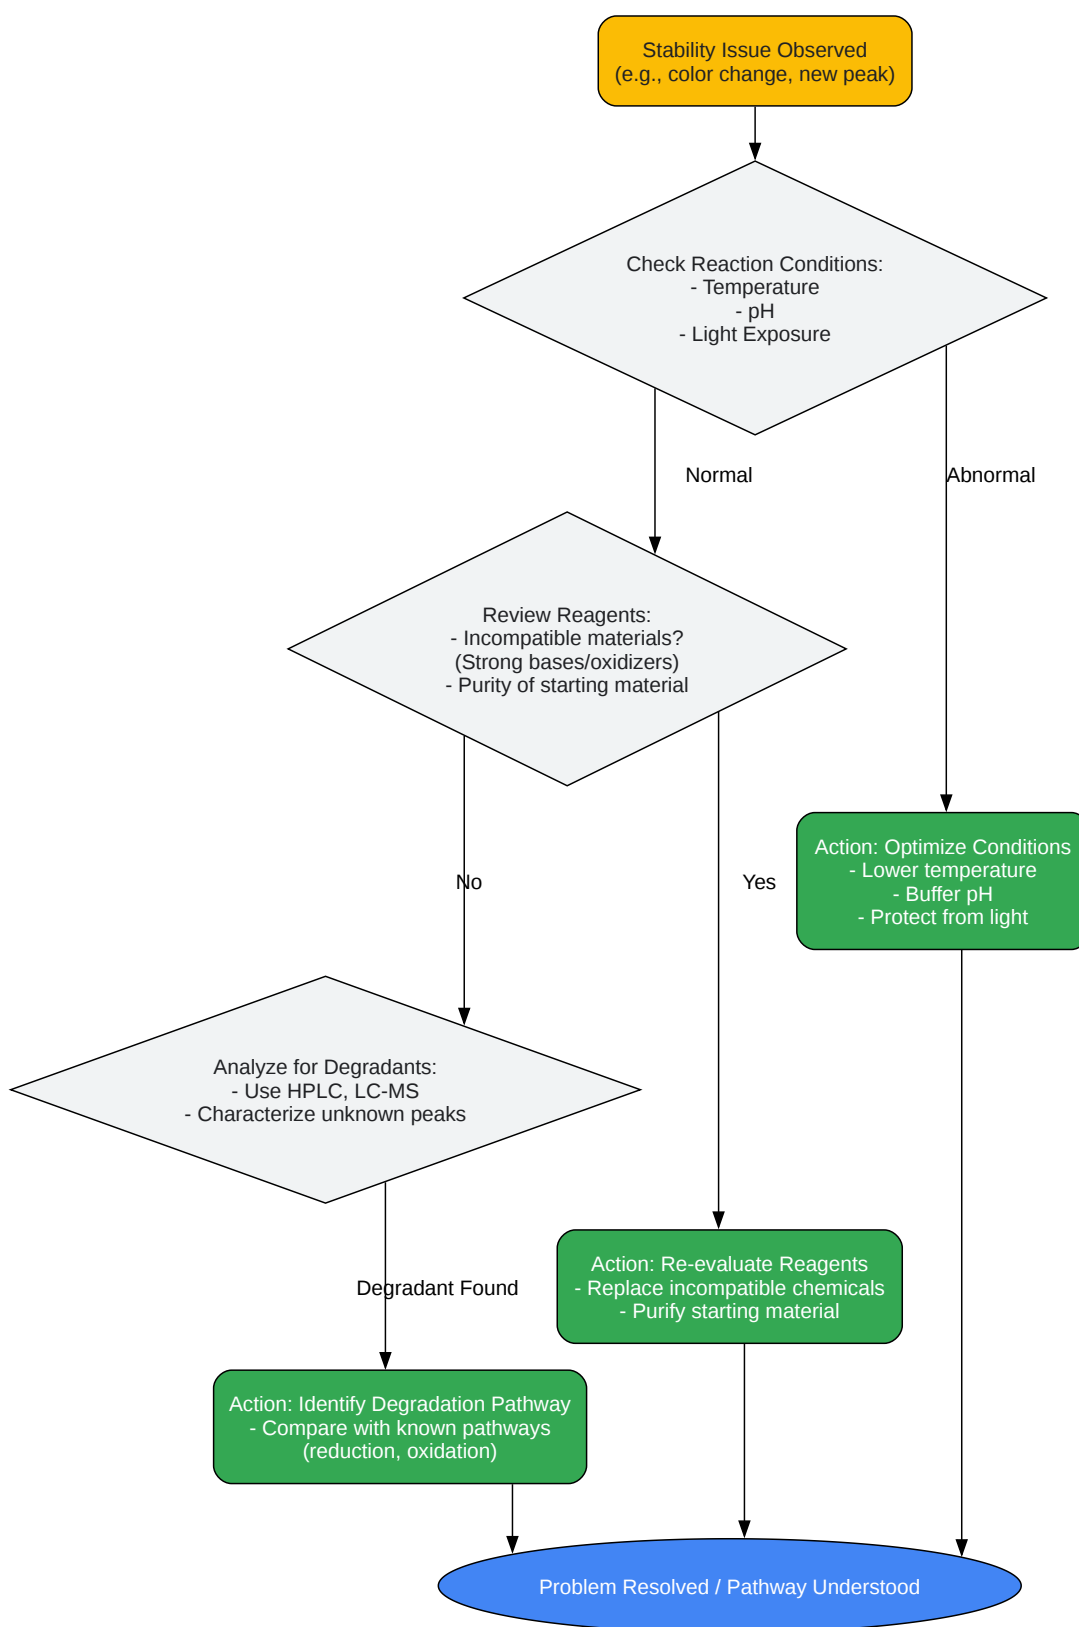 Stability Issue Observed
(e.g., color change, new peak)
Check Reaction Conditions:
- Temperature
- pH
- Light Exposure
Normal
Abnormal
Review Reagents:
- Incompatible materials?
(Strong bases/oxidizers)
- Purity of starting material
No
Yes
Action: Optimize Conditions
- Lower temperature
- Buffer pH
- Protect from light
Analyze for Degradants:
- Use HPLC, LC-MS
- Characterize unknown peaks
Degradant Found
Action: Re-evaluate Reagents
- Replace incompatible chemicals
- Purify starting material
Action: Identify Degradation Pathway
- Compare with known pathways
(reduction, oxidation)
Problem Resolved / Pathway Understood